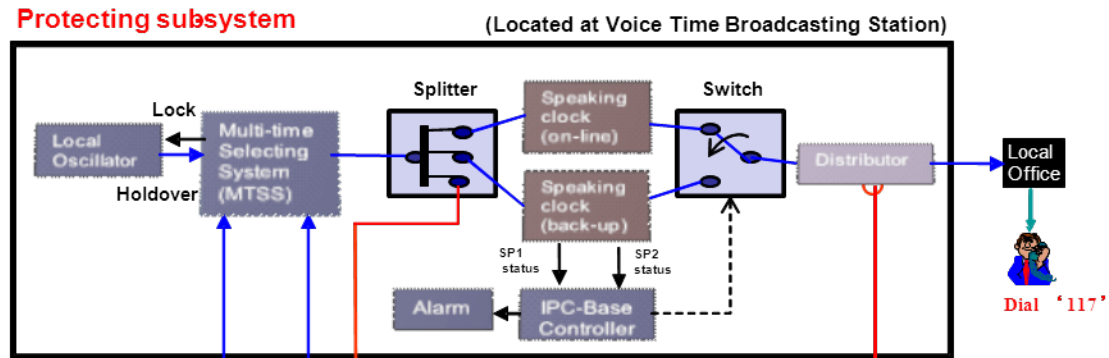 Protecting subsystem
(Located at Voice Time Broadcasting Station)
Splitter
Speaking
clock
(on-line)
Switch
Lock
Local
Oscillator
Multi-time
Selecting
System
(MTSS)
Holdover
Distributor
Local
Office
Speaking
clock
(back-up)
SP1
status
SP2
status
Alarm
IPC-Base
Controller
Dial ‘117’